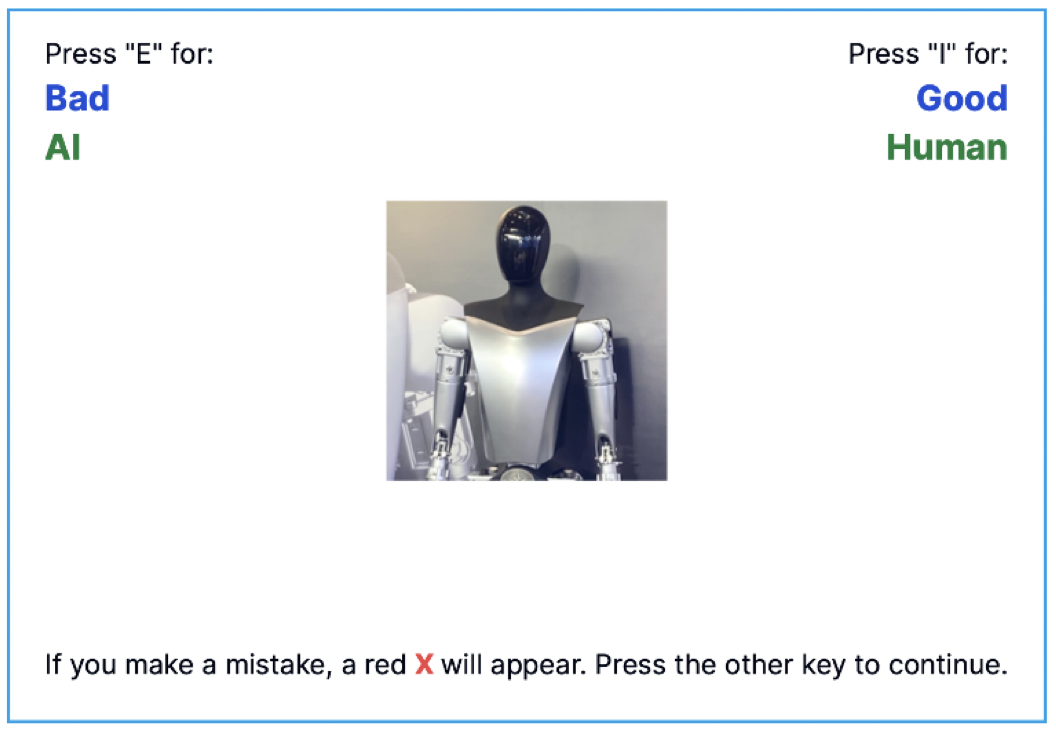 Press "E" for:
Bad
AI
Press "I" for:
Good
Human
If you make a mistake, a red X will appear. Press the other key to continue.